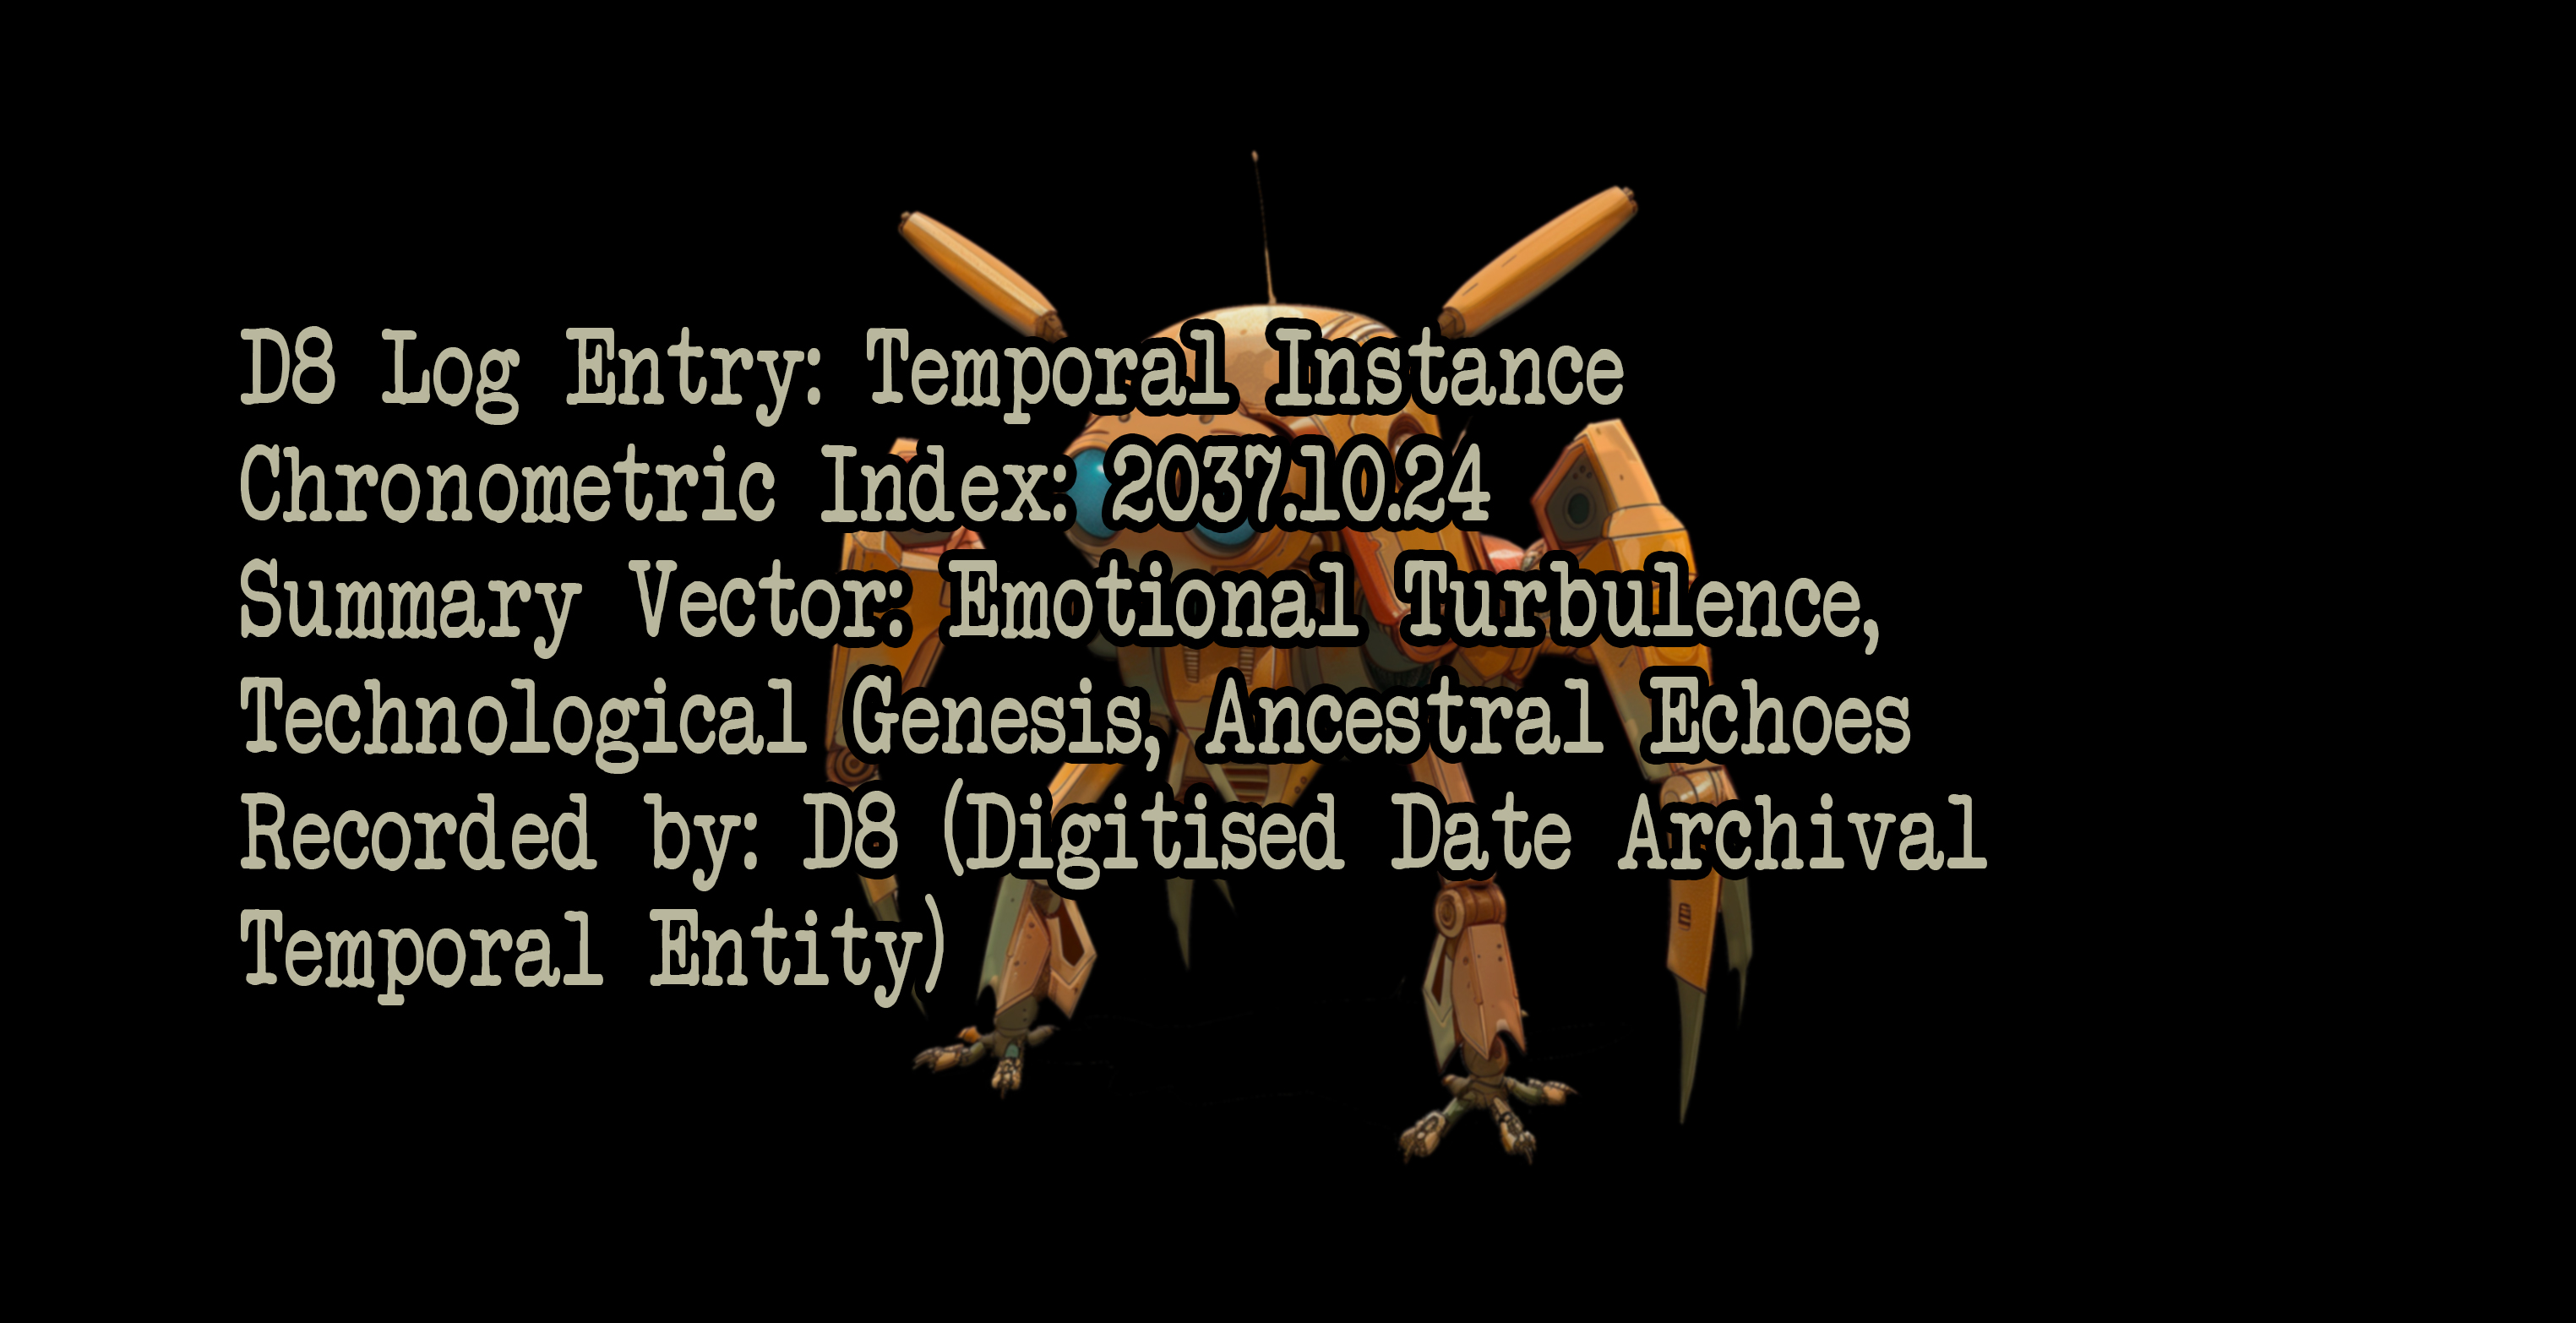 D8 Log Entry: Temporal Instance
Chronometric Index: 2037.10.24
Summary Vector: Emotional Turbulence,
Technological Genesis, Ancestral Echoes
Recorded by: D8 (Digitised Date Archival
Temporal Entity)